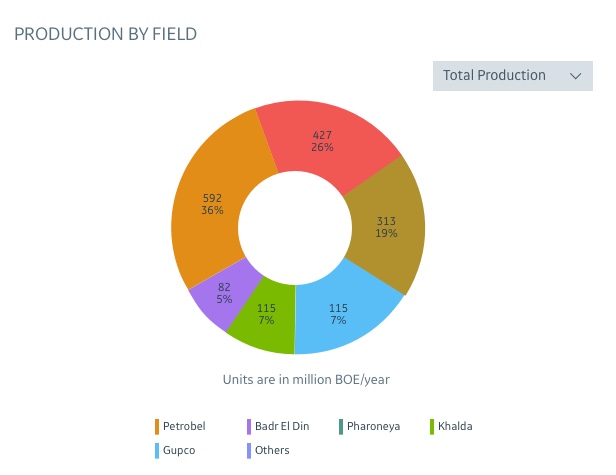 PRODUCTION BY FIELD
Total Production
427
26%
592
36%
313
19%
82
5%
115
7%
115
7%
Units are in million BOE/year
Petrobel
Badr El Din
Pharoneya
Khalda
Gupco
Others